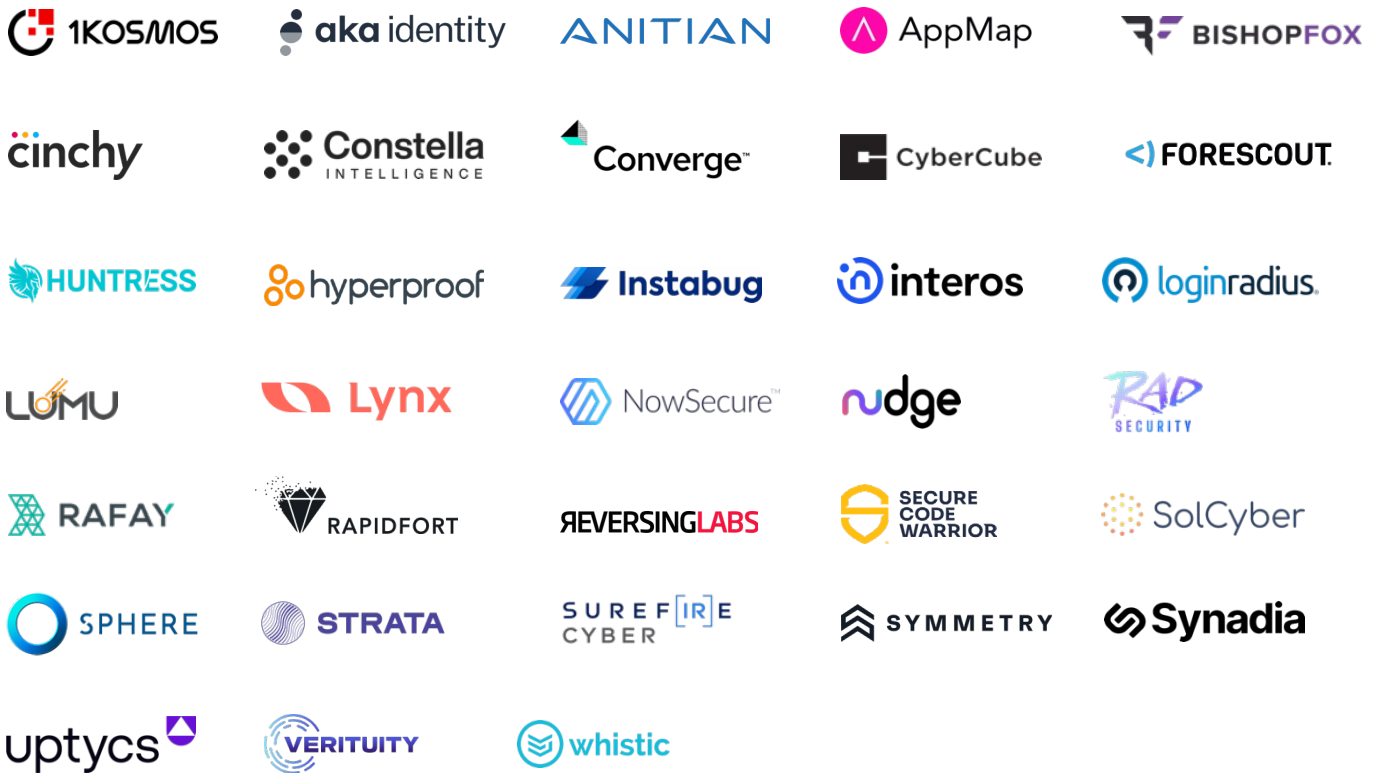 1KOSMOS
aka identity
ANITIAN
AppMap
BISHOPFOX
cinchy
Constella
INTELLIGENCE
Converge™
CyberCube
<) FORESCOUT.
HUNTRESS
hyperproof
Instabug
interos
loginradius®
LUMU
Lynx
NowSecure™
nudge
RAD
SECURITY
RAFAY
RAPIDFORT
REVERSINGLABS
SECURE
CODE
WARRIOR
SolCyber
SPHERE
STRATA
SUREF[IR]E
CYBER
SYMMETRY
Synadia
uptycs
VERITUITY
whistic